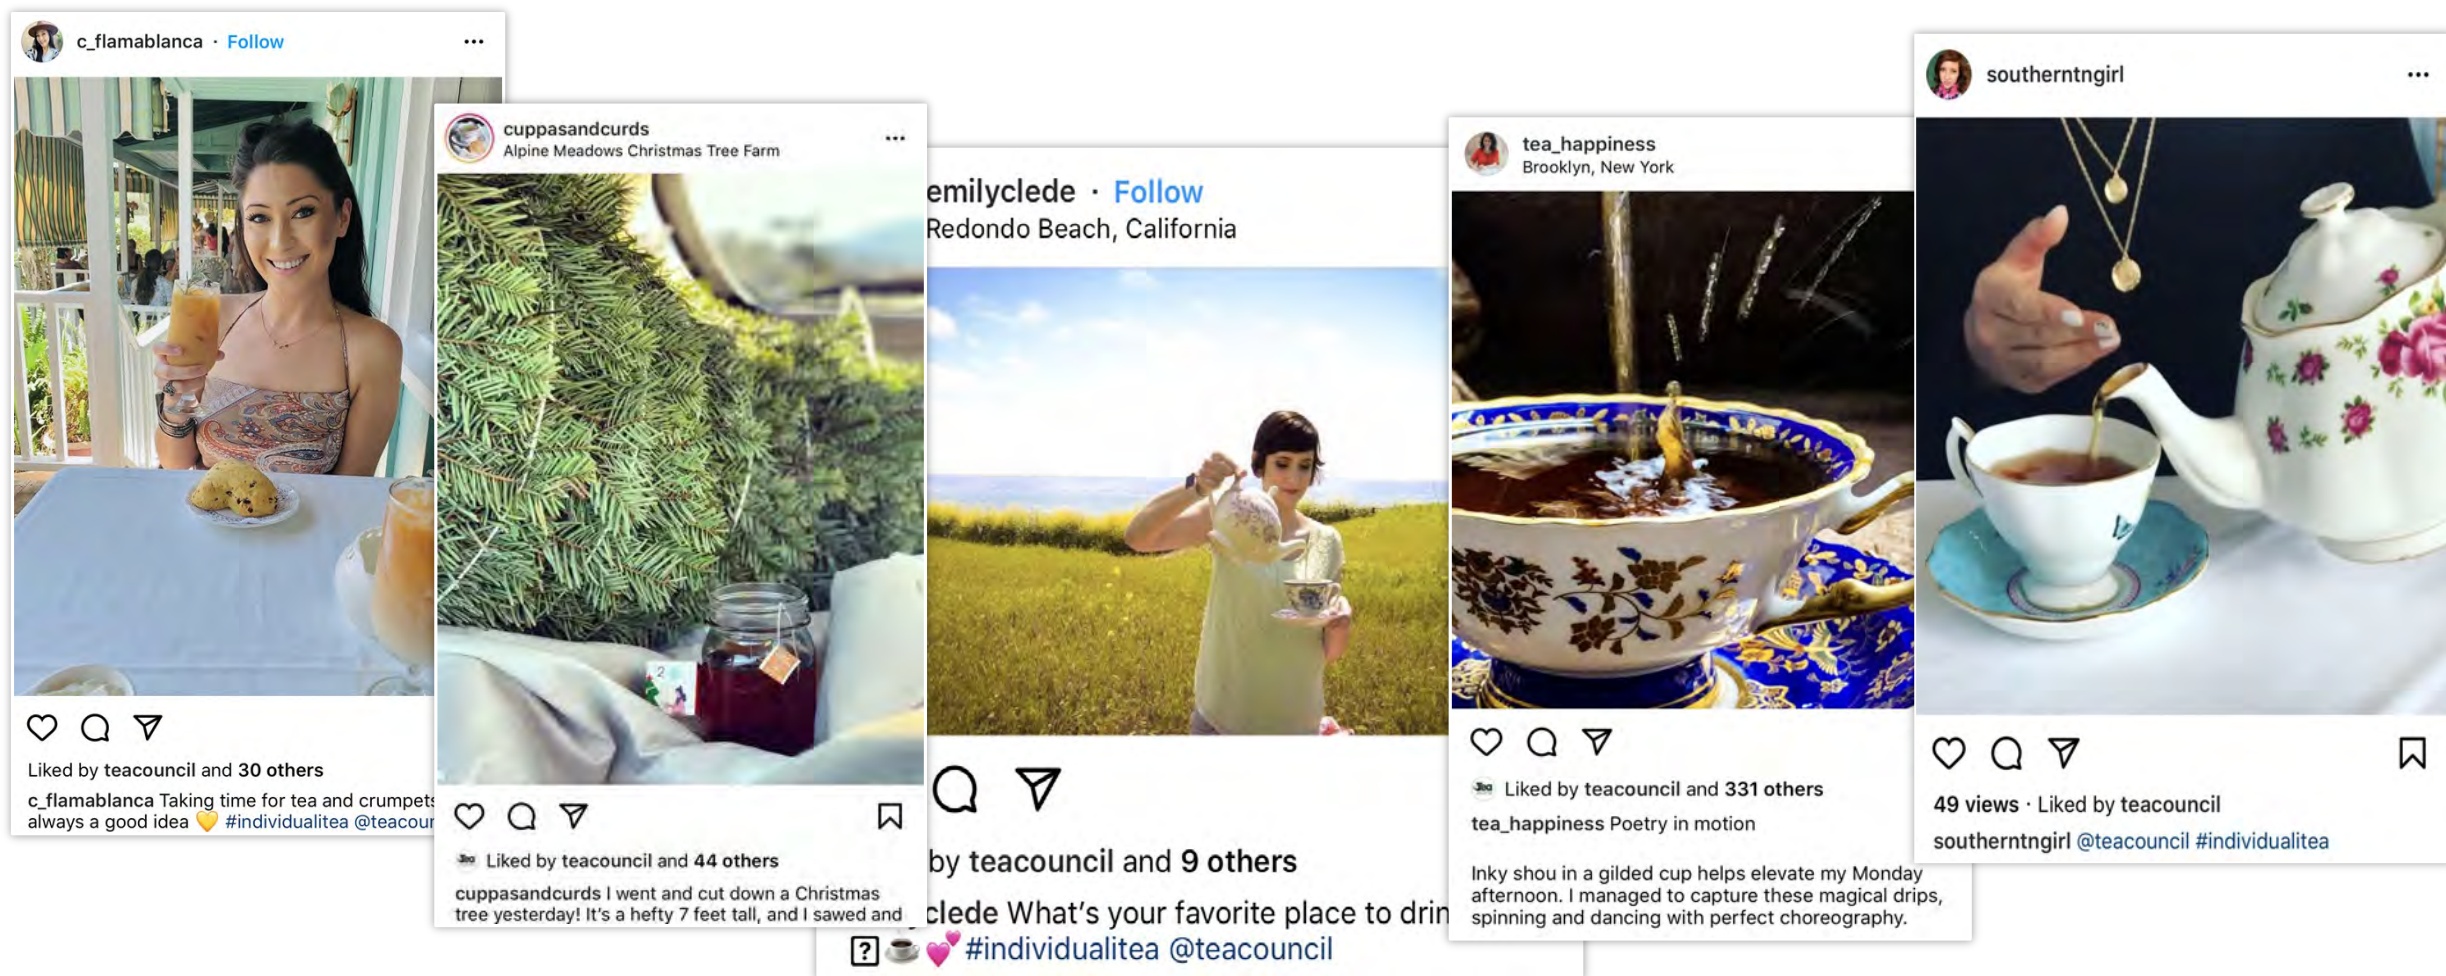 c_flamablanca · Follow
Liked by teacouncil and 30 others
c_flamablanca Taking time for tea and crumpets
always a good idea 💛 #individualitea @teacoun
cuppasandcurds
Alpine Meadows Christmas Tree Farm
2
Tea Liked by teacouncil and 44 others
cuppasandcurds I went and cut down a Christmas
tree yesterday! It's a hefty 7 feet tall, and I sawed and
emilyclede · Follow
Redondo Beach, California
by teacouncil and 9 others
clede What's your favorite place to drin
☕💕 #individualitea @teacouncil
tea_happiness
Brooklyn, New York
Tea Liked by teacouncil and 331 others
tea_happiness Poetry in motion
Inky shou in a gilded cup helps elevate my Monday
afternoon. I managed to capture these magical drips,
spinning and dancing with perfect choreography.
southerntngirl
49 views · Liked by teacouncil
southerntngirl @teacouncil #individualitea